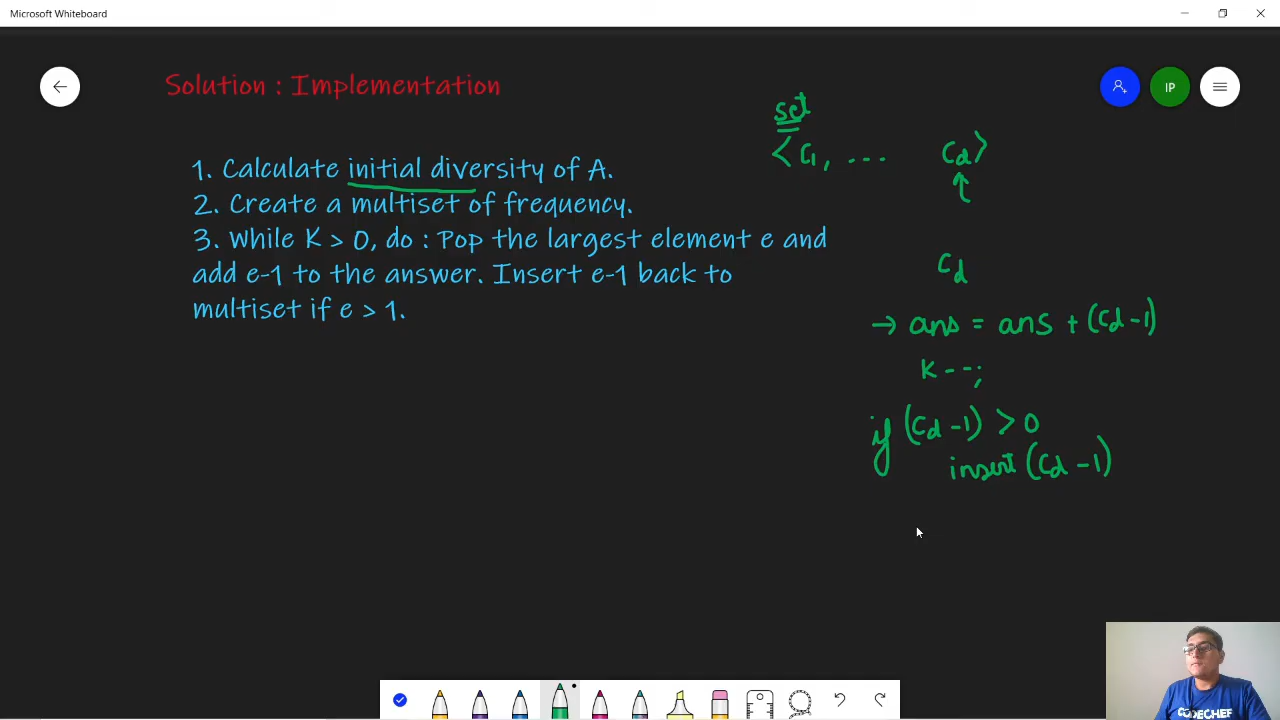 Microsoft Whiteboard
Solution : Implementation
IP
set
<C1, ... Cd>
1. Calculate initial diversity of A.
2. Create a multiset of frequency.
3. While K > 0, do : Pop the largest element e and
add e-1 to the answer. Insert e-1 back to
multiset if e > 1.
Cd
→ ans = ans + (Cd-1)
K--;
if (Cd-1) > 0
insert (Cd-1)
CODECHEF